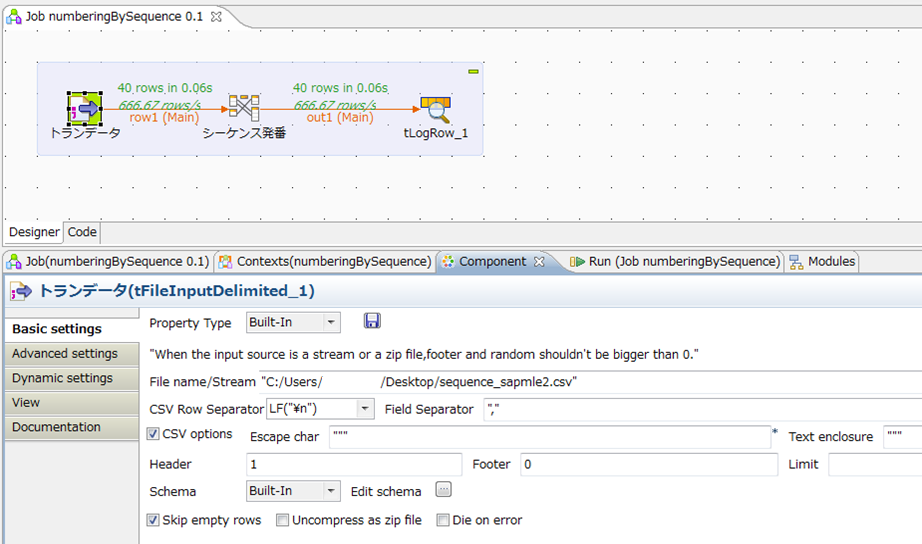 Job numberingBySequence 0.1
40 rows in 0.06s
40 rows in 0.06s
666.67 rows/s
666.67 rows/s
row1 (Main)
out1 (Main)
トランデータ
シーケンス発番
tLogRow_1
Designer
Code
Job(numberingBySequence 0.1)
Contexts(numberingBySequence)
Component
Run (Job numberingBySequence)
Modules
トランデータ(tFileInputDelimited_1)
Basic settings
Advanced settings
Dynamic settings
View
Documentation
Property Type Built-In
"When the input source is a stream or a zip file,footer and random shouldn't be bigger than 0."
File name/Stream "C:/Users/ /Desktop/sequence_sapmle2.csv"
CSV Row Separator LF("¥n") Field Separator ","
CSV options Escape char """ * Text enclosure """
Header 1 Footer 0 Limit
Schema Built-In Edit schema ...
Skip empty rows Uncompress as zip file Die on error